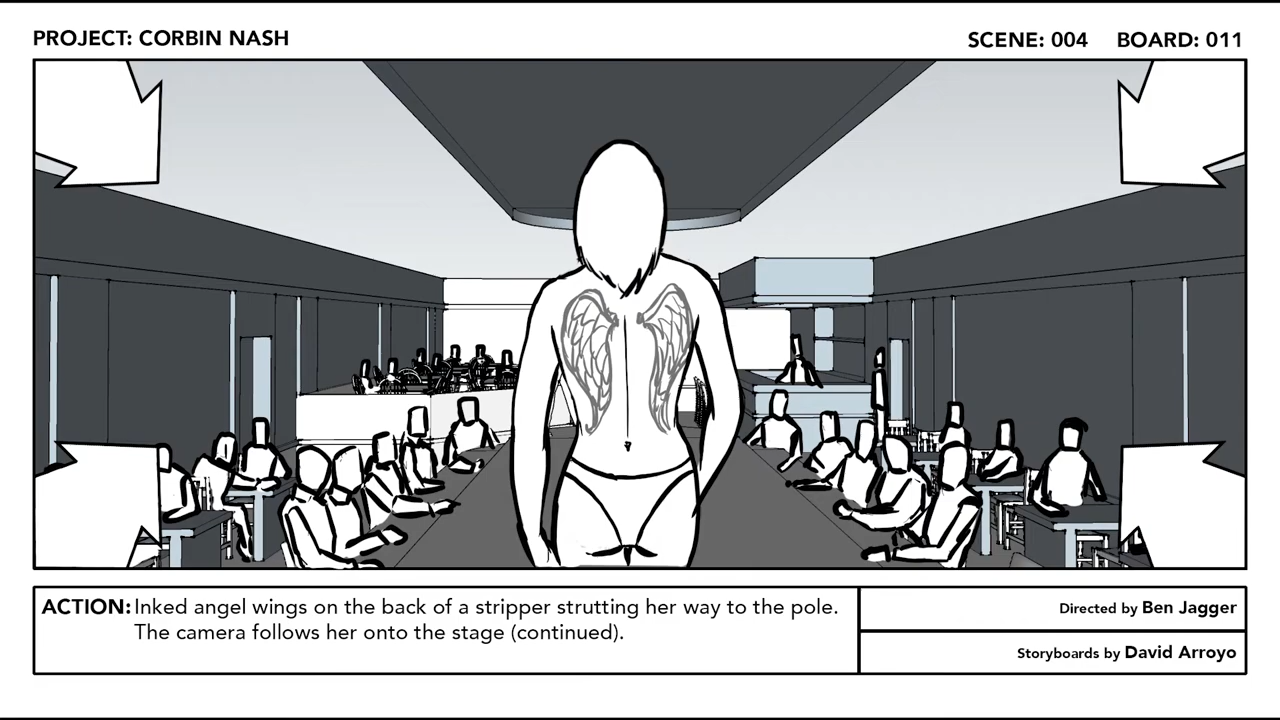 PROJECT: CORBIN NASH
SCENE: 004 BOARD: 011
ACTION: Inked angel wings on the back of a stripper strutting her way to the pole.
The camera follows her onto the stage (continued).
Directed by Ben Jagger
Storyboards by David Arroyo